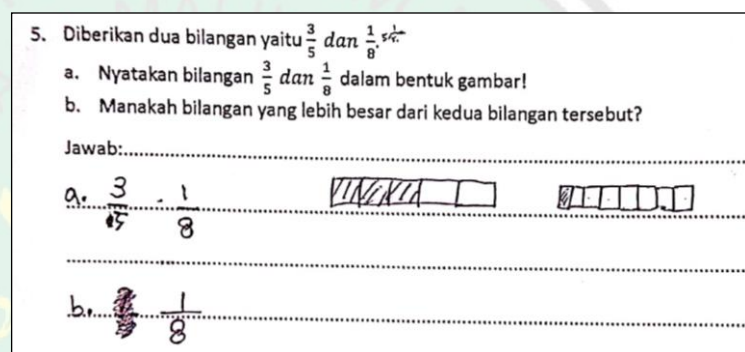 5. Diberikan dua bilangan yaitu 3/5 dan 1/8.
a. Nyatakan bilangan 3/5 dan 1/8 dalam bentuk gambar!
b. Manakah bilangan yang lebih besar dari kedua bilangan tersebut?
Jawab:
a. 3/5 . 1/8
b. 1/8